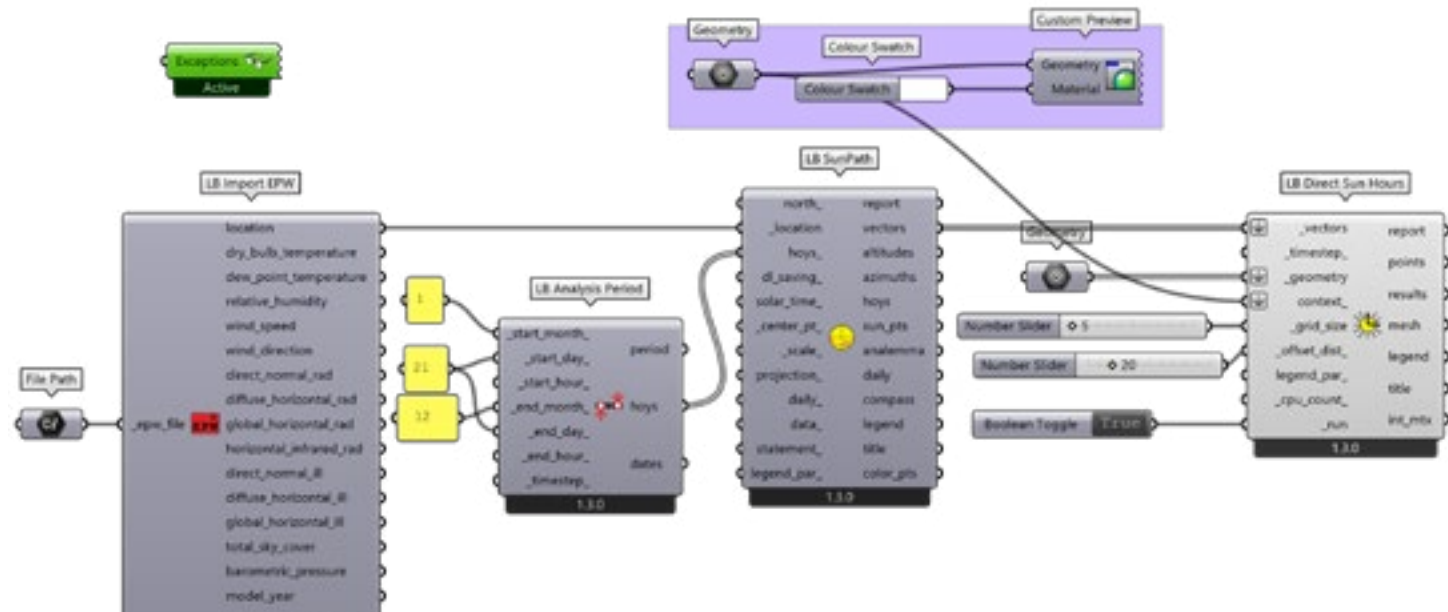 Exceptions
Active
Geometry
Colour Swatch
Custom Preview
Colour Swatch
Geometry
Material
LB Import EPW
_epw_file
EPW
location
dry_bulb_temperature
dew_point_temperature
relative_humidity
wind_speed
wind_direction
direct_normal_rad
diffuse_horizontal_rad
global_horizontal_rad
horizontal_infrared_rad
direct_normal_ill
diffuse_horizontal_ill
global_horizontal_ill
total_sky_cover
barometric_pressure
model_year
File Path
1
21
12
LB Analysis Period
_start_month_
_start_day_
_start_hour_
_end_month_
_end_day_
_end_hour_
_timestep_
period
hoys
dates
1.3.0
LB SunPath
north_
_location
hoys_
dl_saving_
solar_time_
_center_pt_
_scale_
projection_
daily_
data_
statement_
legend_par_
report
vectors
altitudes
azimuths
hoys
sun_pts
analemma
daily
compass
legend
title
color_pts
1.3.0
Geometry
Number Slider 5
Number Slider 20
Boolean Toggle True
LB Direct Sun Hours
_vectors
_timestep_
_geometry
context_
_grid_size
_offset_dist_
legend_par_
_cpu_count_
_run
report
points
results
mesh
legend
title
int_mtx
1.3.0